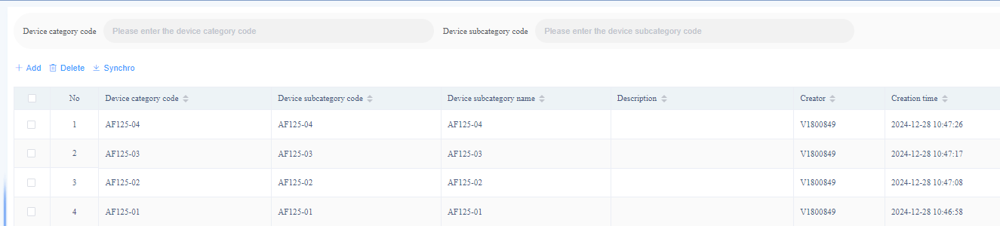 Device category code Please enter the device category code Device subcategory code Please enter the device subcategory code
Add Delete Synchro
No Device category code Device subcategory code Device subcategory name Description Creator Creation time
1 AF125-04 AF125-04 AF125-04 V1800849 2024-12-28 10:47:26
2 AF125-03 AF125-03 AF125-03 V1800849 2024-12-28 10:47:17
3 AF125-02 AF125-02 AF125-02 V1800849 2024-12-28 10:47:08
4 AF125-01 AF125-01 AF125-01 V1800849 2024-12-28 10:46:58